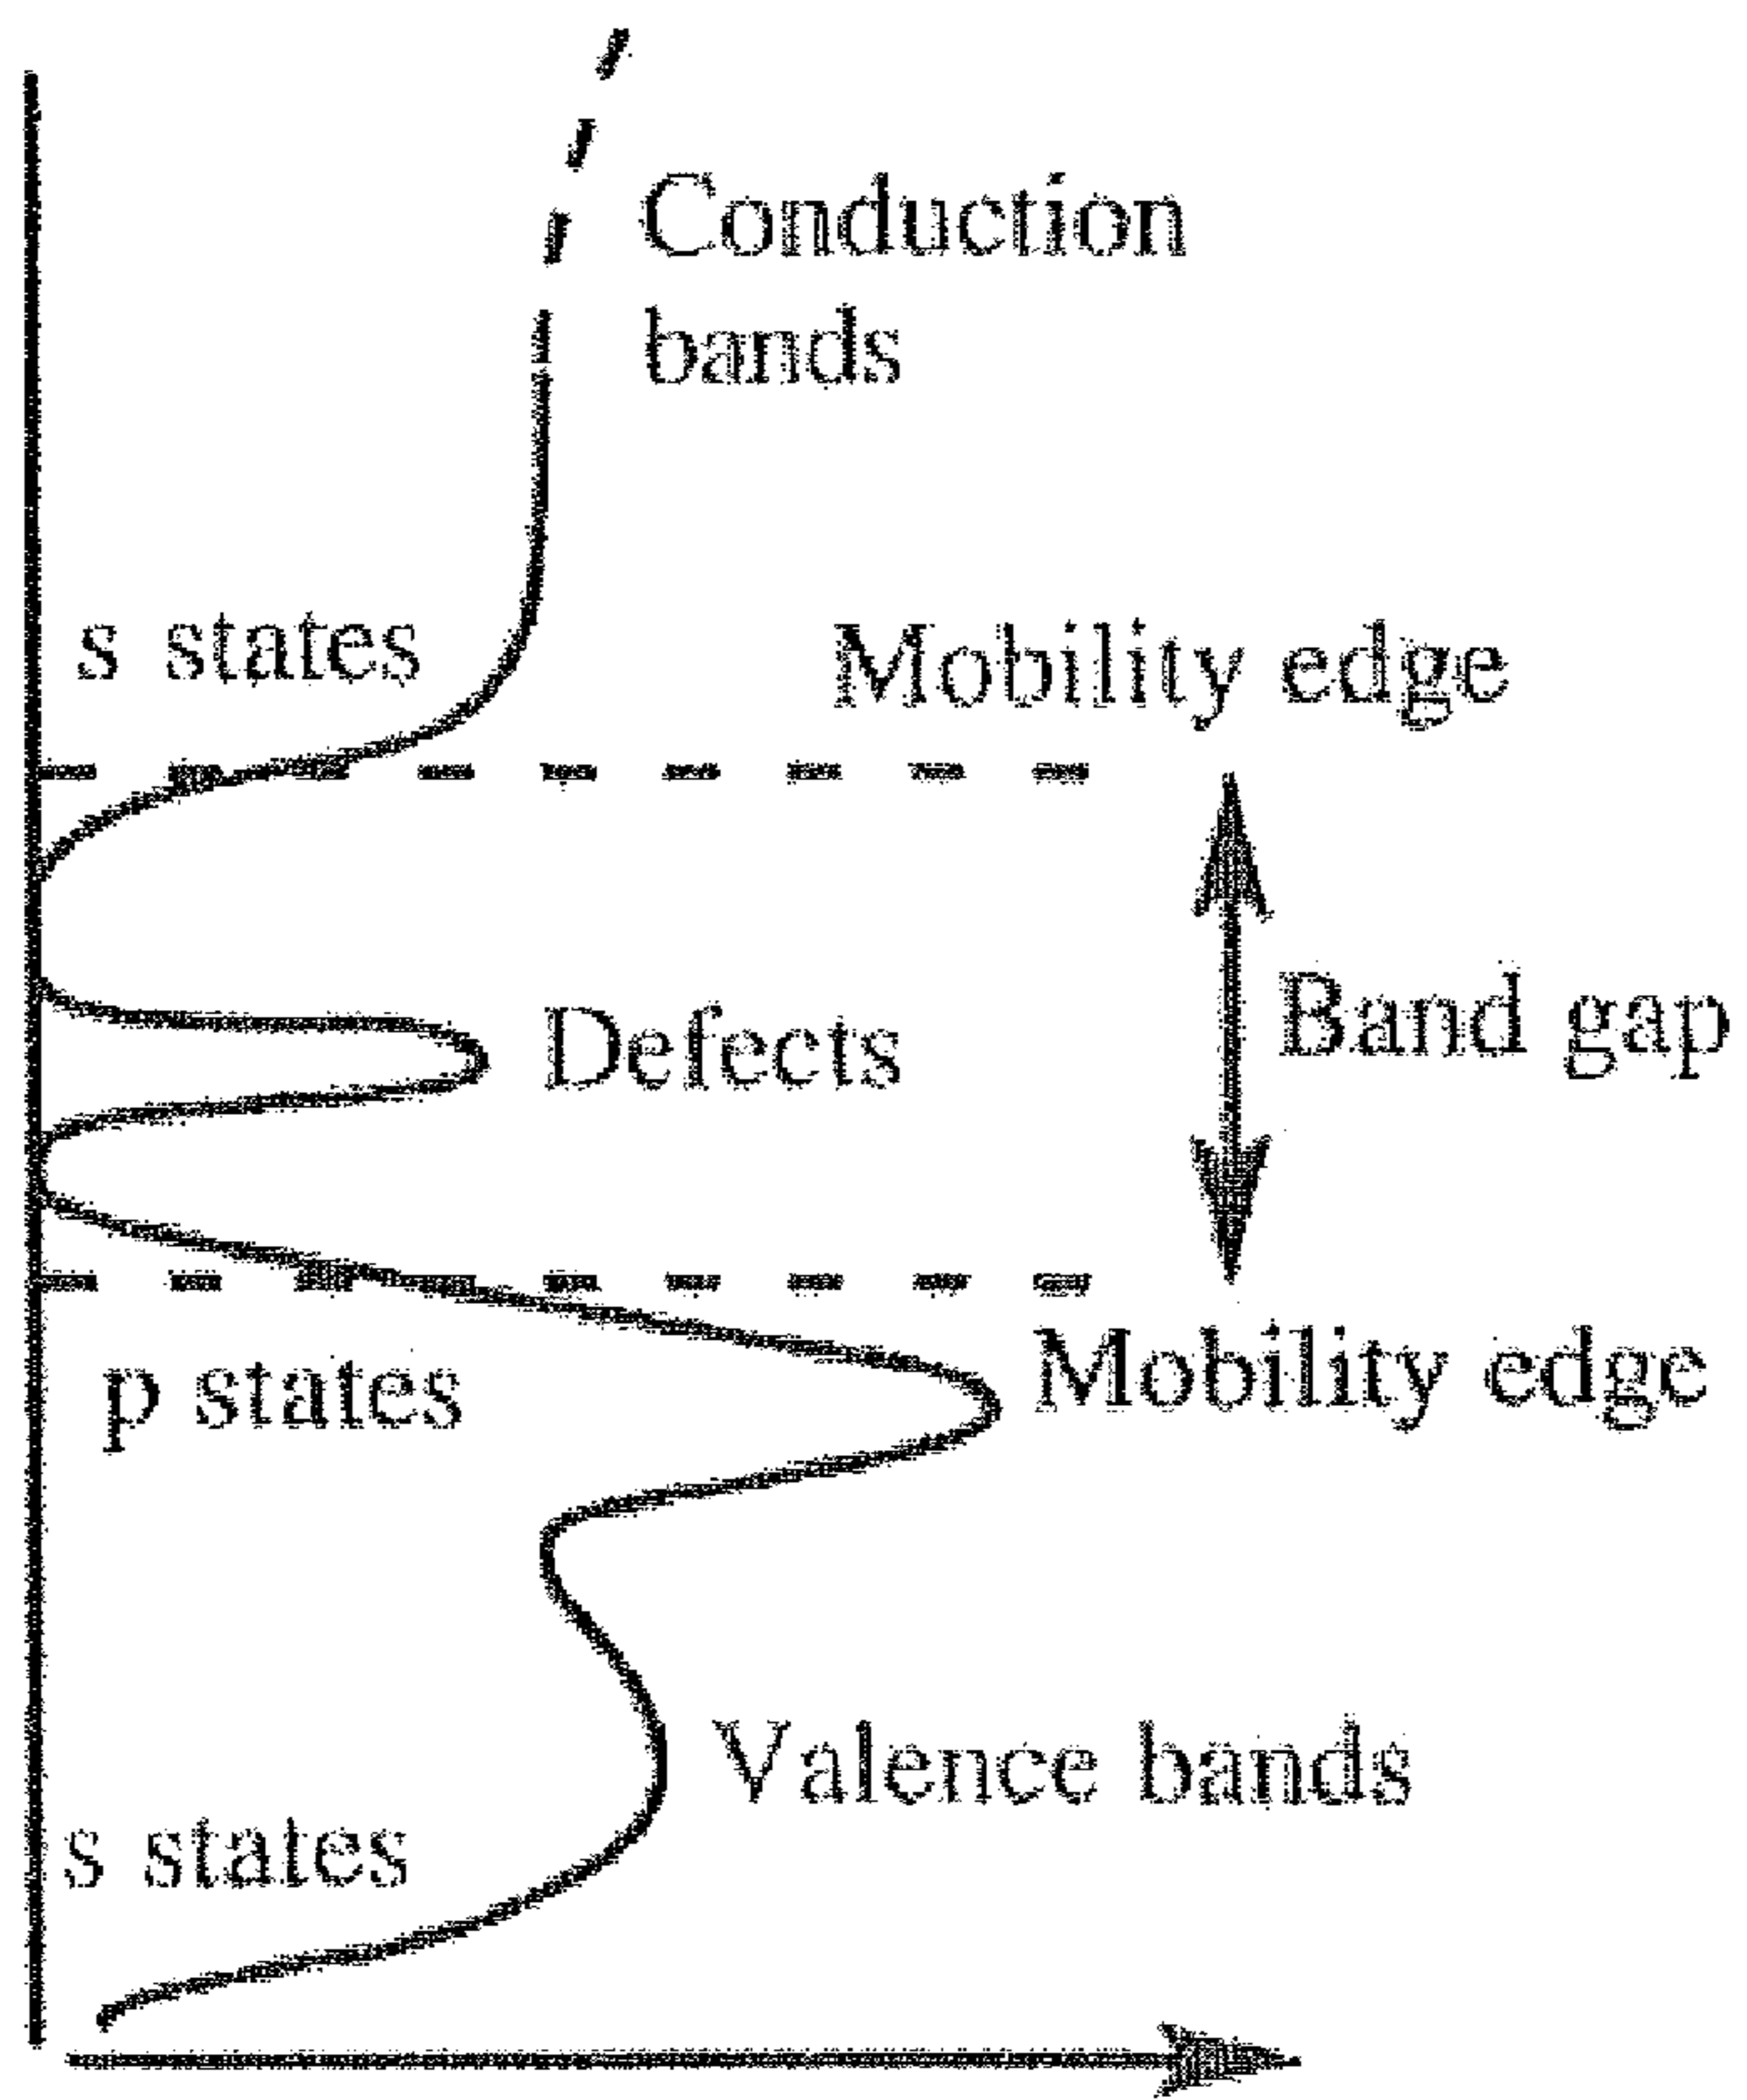 Conduction
bands
s states
Mobility edge
Defects
Band gap
p states
Mobility edge
Valence bands
s states